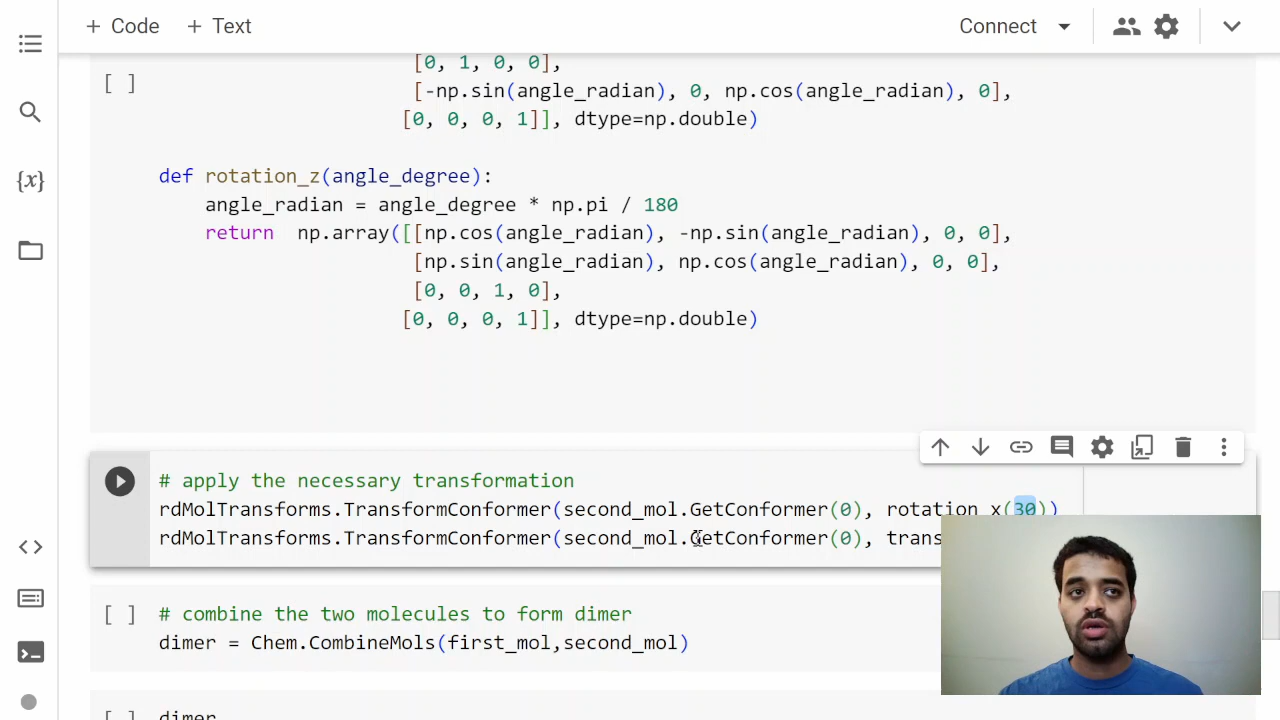 + Code + Text Connect
[0, 1, 0, 0],
[ ] [-np.sin(angle_radian), 0, np.cos(angle_radian), 0],
[0, 0, 0, 1]], dtype=np.double)
def rotation_z(angle_degree):
angle_radian = angle_degree * np.pi / 180
return np.array([[np.cos(angle_radian), -np.sin(angle_radian), 0, 0],
[np.sin(angle_radian), np.cos(angle_radian), 0, 0],
[0, 0, 1, 0],
[0, 0, 0, 1]], dtype=np.double)
# apply the necessary transformation
rdMolTransforms.TransformConformer(second_mol.GetConformer(0), rotation_x(30))
rdMolTransforms.TransformConformer(second_mol.GetConformer(0), trans
[ ] # combine the two molecules to form dimer
dimer = Chem.CombineMols(first_mol,second_mol)
[ ] dimer